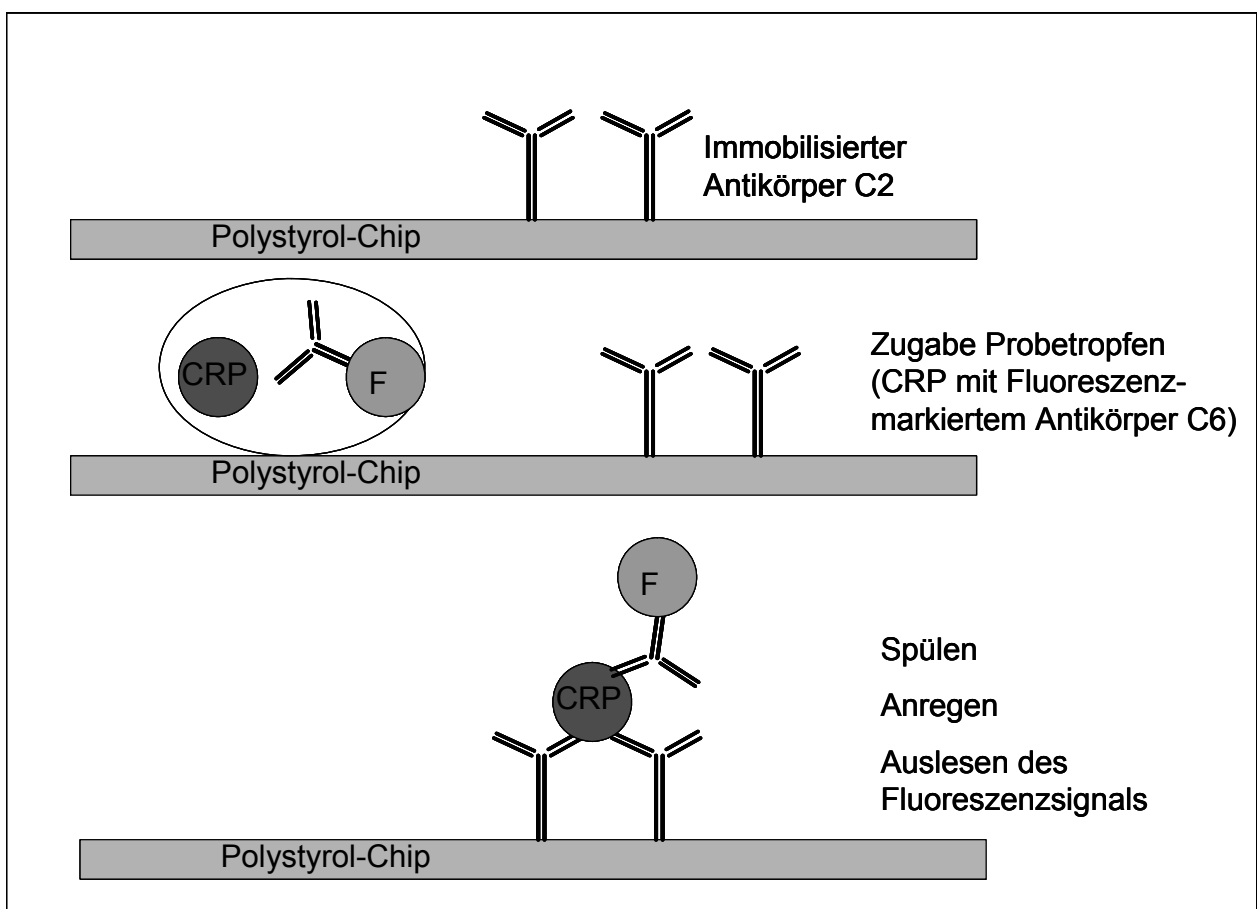 Immobilisierter
Antikörper C2
Polystyrol-Chip
CRP
F
Zugabe Probetropfen
(CRP mit Fluoreszenz-
markiertem Antikörper C6)
Polystyrol-Chip
F
CRP
Spülen
Anregen
Auslesen des
Fluoreszenzsignals
Polystyrol-Chip